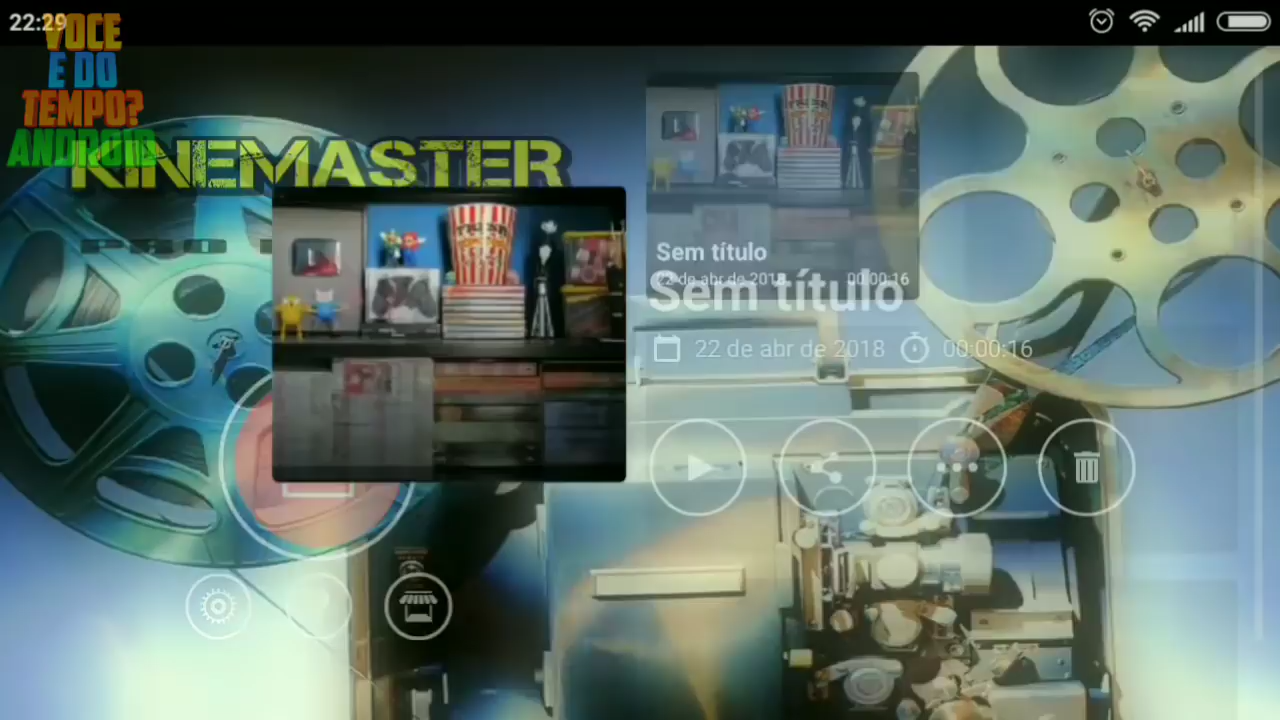 22:29
VOCE
E DO
TEMPO?
ANDROID
KINEMASTER
PRO
Sem título
22 de abr de 2018 00:00:16
Sem título
22 de abr de 2018 00:00:16